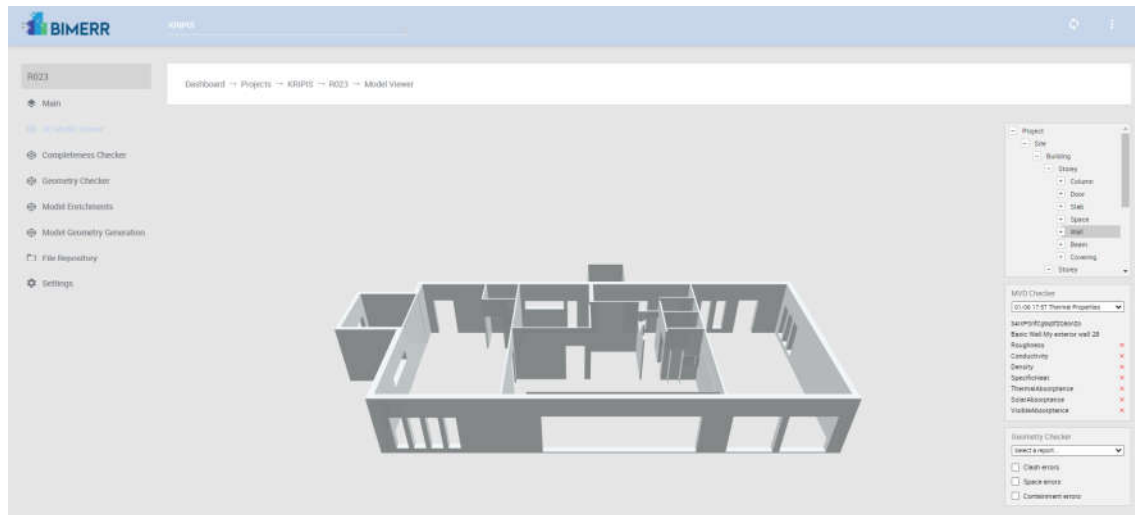 BIMERR
KRIPIS
R023
Dashboard → Projects → KRIPIS → R023 → Model Viewer
Main
Completeness Checker
Geometry Checker
Model Enrichments
Model Geometry Generation
File Repository
Settings
Project
Site
Building
Storey
Column
Door
Slab
Space
Wall
Beam
Covering
Storey
MVD Checker
01-06 17:57 Thermal Properties
Basic Wall:My exterior wall 28
Roughness
Conductivity
Density
SpecificHeat
ThermalAbsorptance
SolarAbsorptance
VisibleAbsorptance
Geometry Checker
Select a report...
Clash errors
Space errors
Containment errors